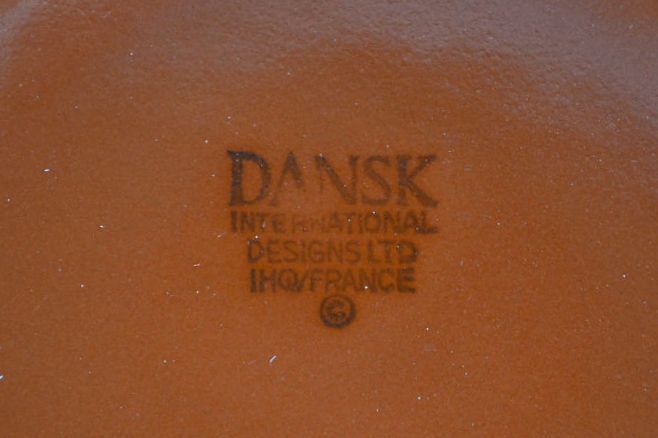 DANSK
INTERNATIONAL
DESIGNS LTD
IHQ/FRANCE
©